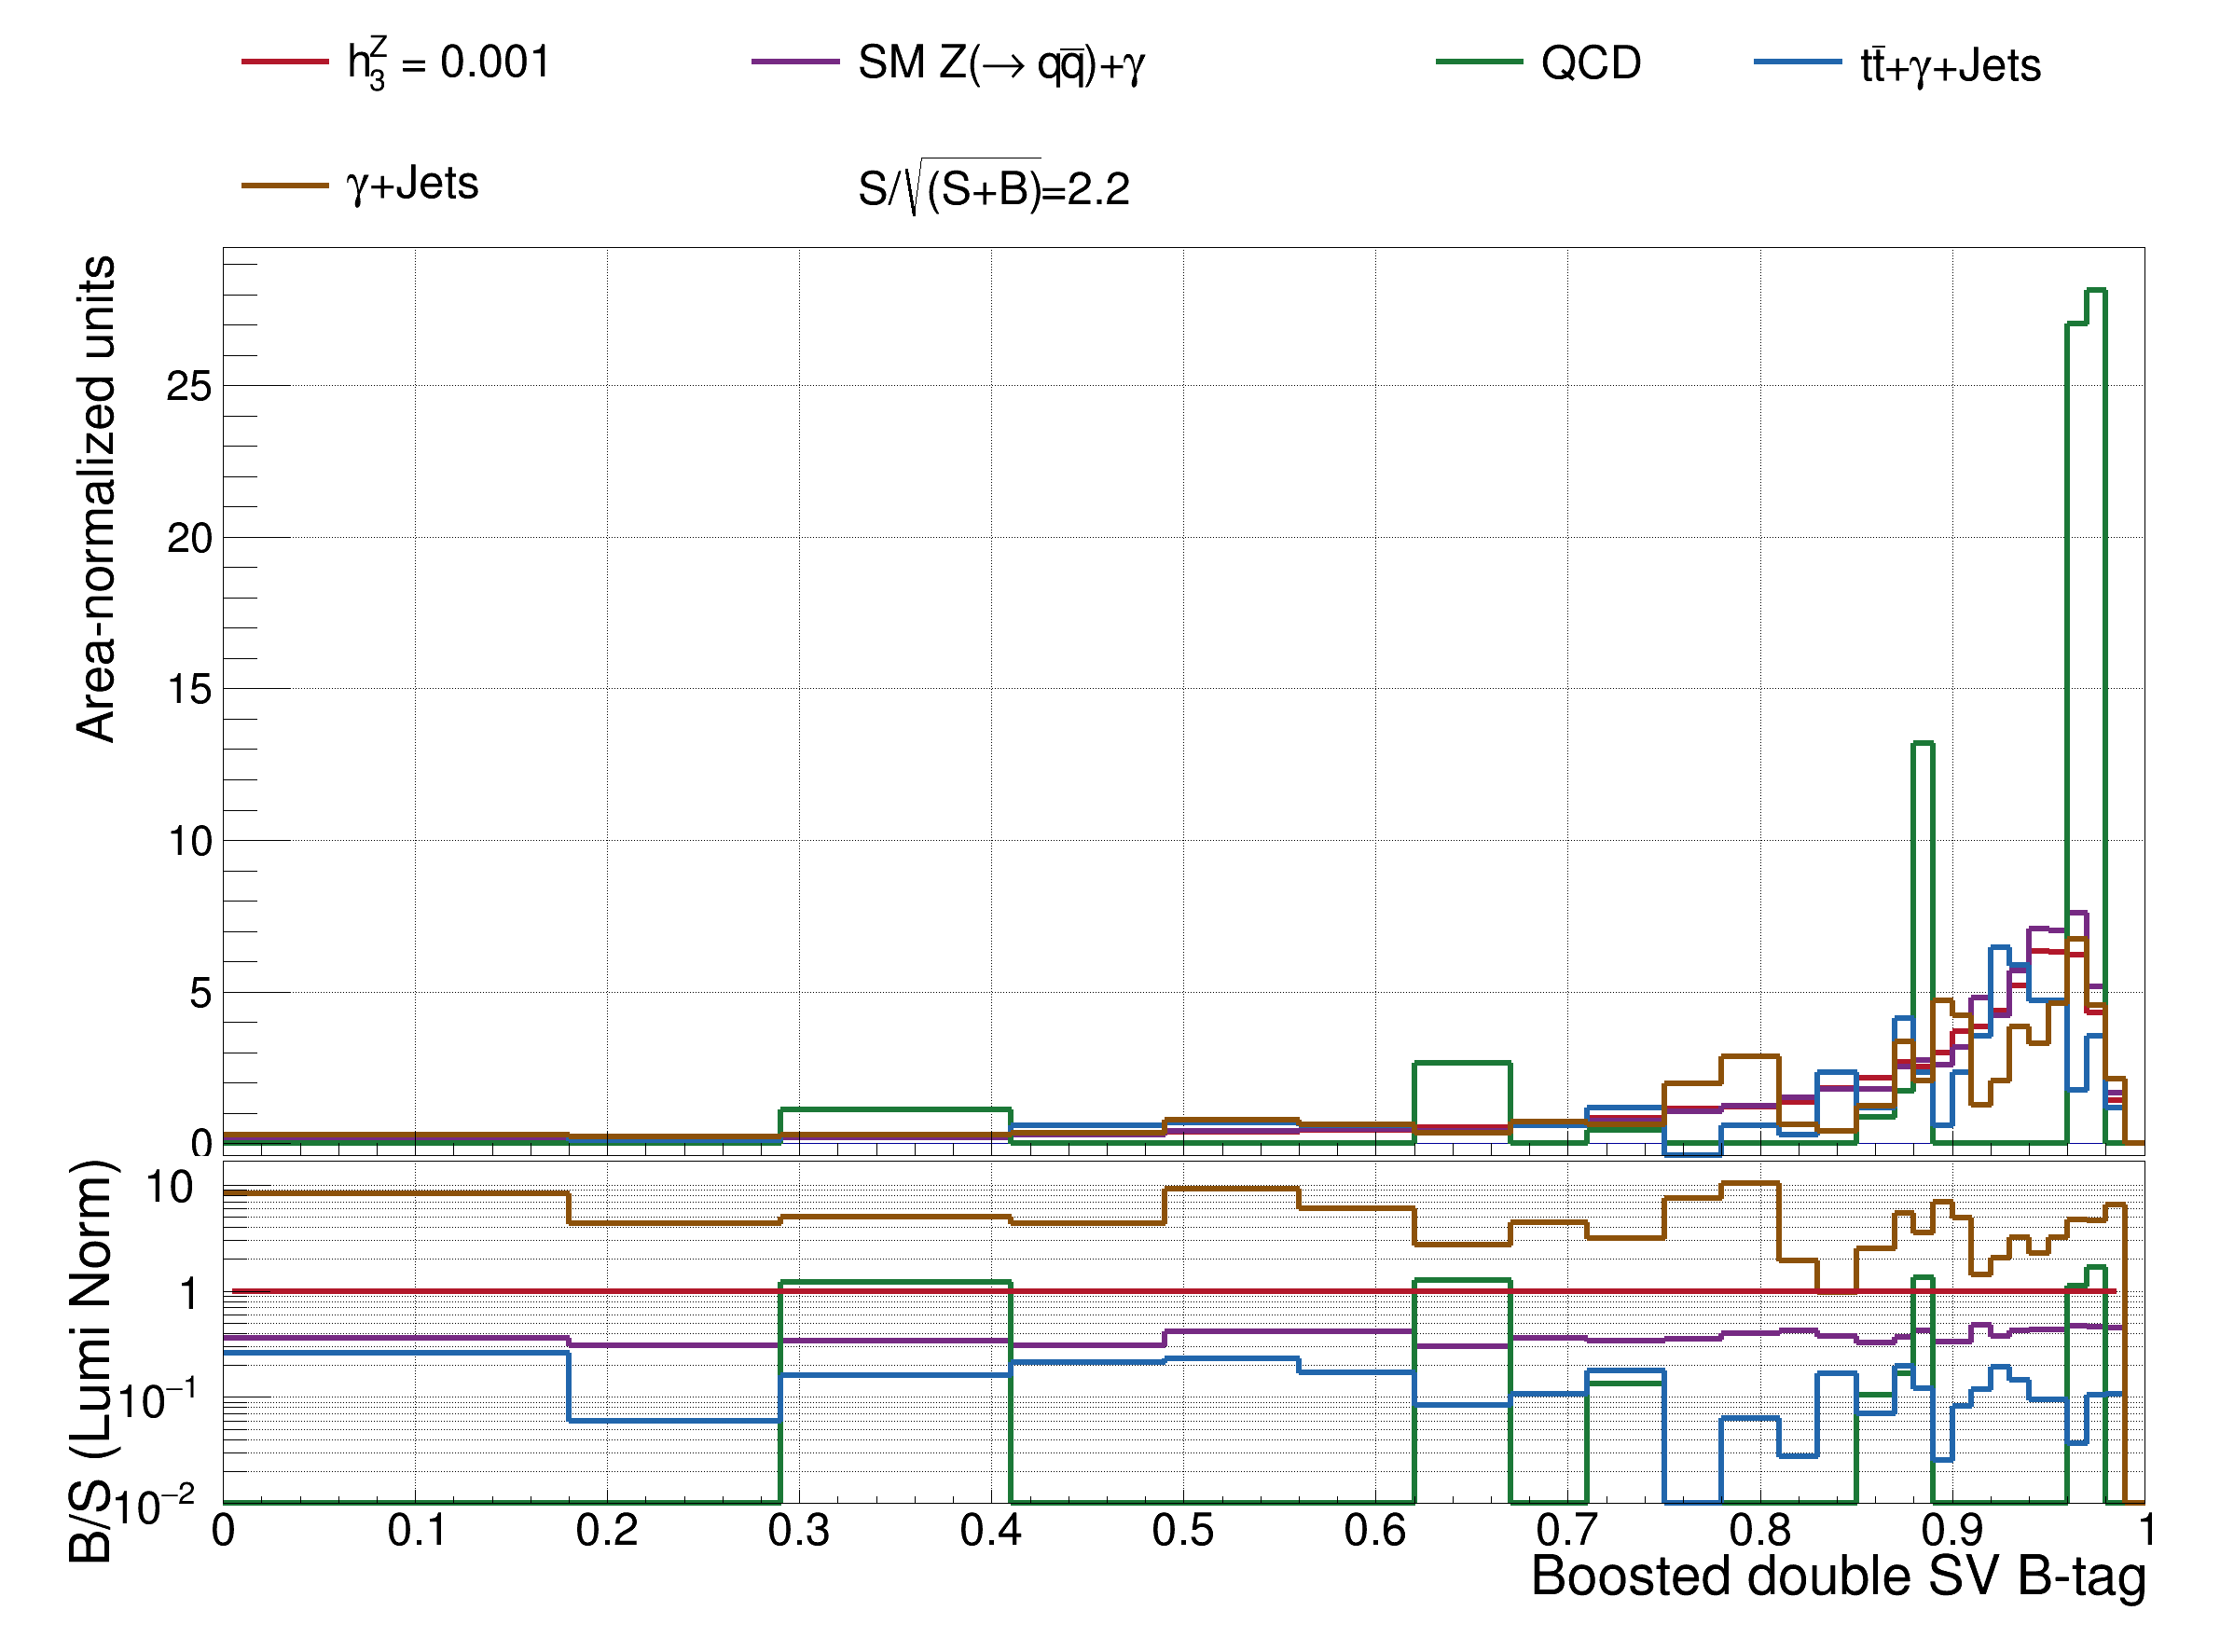 h₃ᶻ = 0.001 SM Z(→ qq̅)+γ QCD tt̄+γ+Jets
γ+Jets S/√(S+B)=2.2
Area-normalized units
25
20
15
10
5
0
B/S (Lumi Norm)
10
1
10⁻¹
10⁻²
0 0.1 0.2 0.3 0.4 0.5 0.6 0.7 0.8 0.9 1
Boosted double SV B-tag